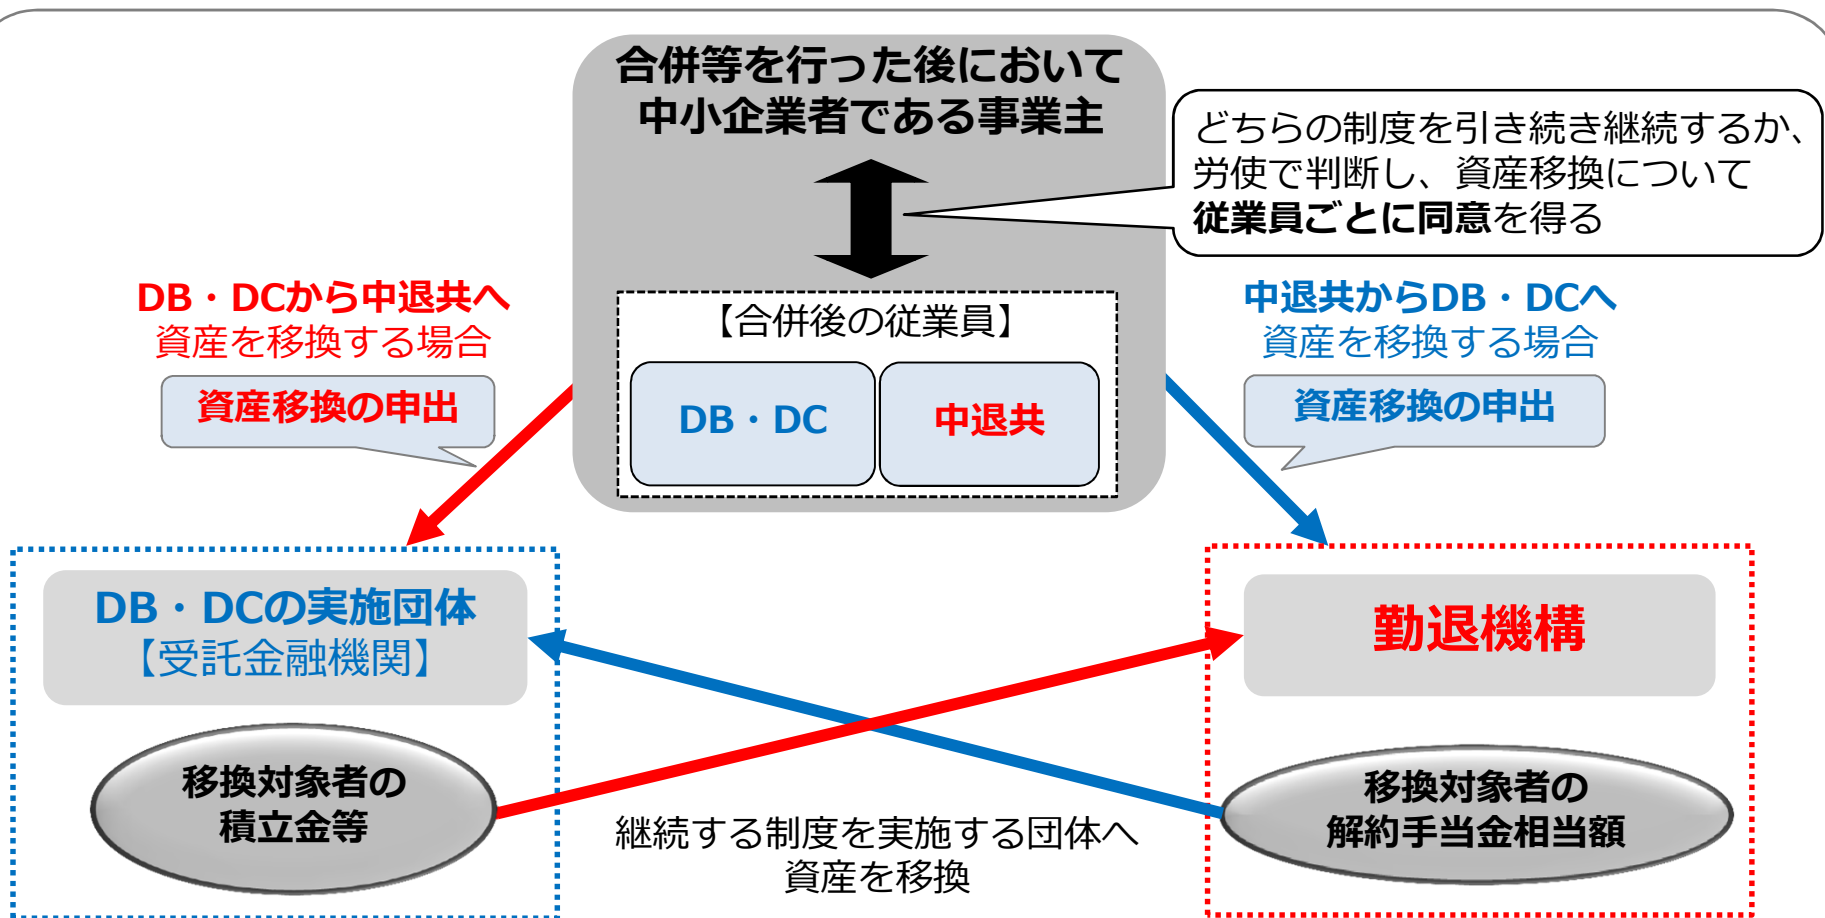 合併等を行った後において
中小企業者である事業主
どちらの制度を引き続き継続するか、
労使で判断し、資産移換について
従業員ごとに同意を得る
DB・DCから中退共へ
資産を移換する場合
資産移換の申出
【合併後の従業員】
DB・DC
中退共
中退共からDB・DCへ
資産を移換する場合
資産移換の申出
DB・DCの実施団体
【受託金融機関】
勤退機構
移換対象者の
積立金等
継続する制度を実施する団体へ
資産を移換
移換対象者の
解約手当金相当額